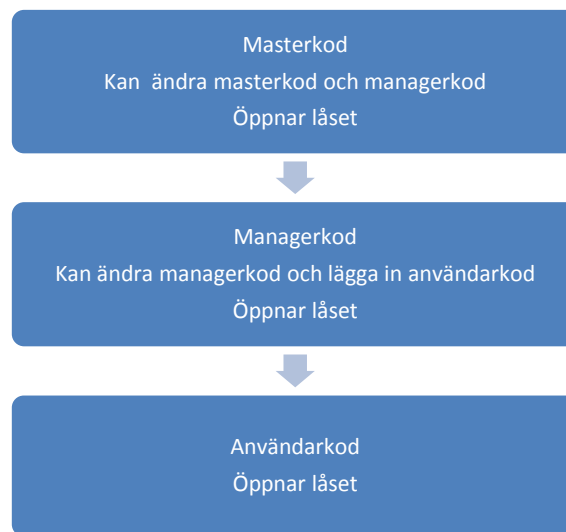 Masterkod
Kan  ändra masterkod och managerkod
Öppnar låset
Managerkod
Kan ändra managerkod och lägga in användarkod
Öppnar låset
Användarkod
Öppnar låset